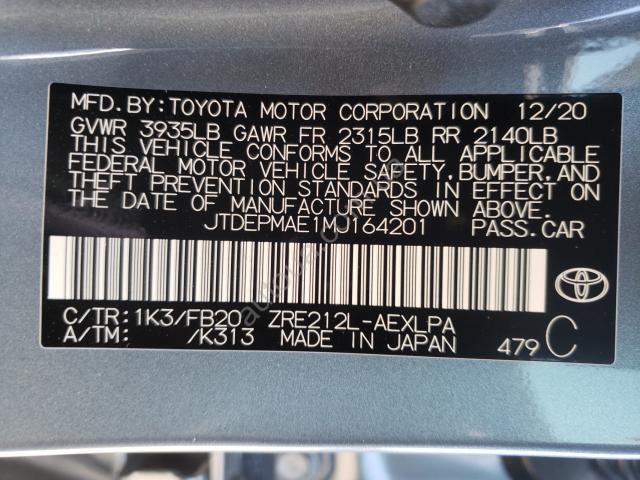 MFD.BY:TOYOTA MOTOR CORPORATION 12/20
GVWR 3935LB GAWR FR 2315LB RR 2140LB
THIS VEHICLE CONFORMS TO ALL APPLICABLE
FEDERAL MOTOR VEHICLE SAFETY,BUMPER,AND
THEFT PREVENTION STANDARDS IN EFFECT ON
THE DATE OF MANUFACTURE SHOWN ABOVE.
JTDEPMAE1MJ164201 PASS.CAR
C/TR:1K3/FB20 ZRE212L-AEXLPA
A/TM: /K313 MADE IN JAPAN 479 C